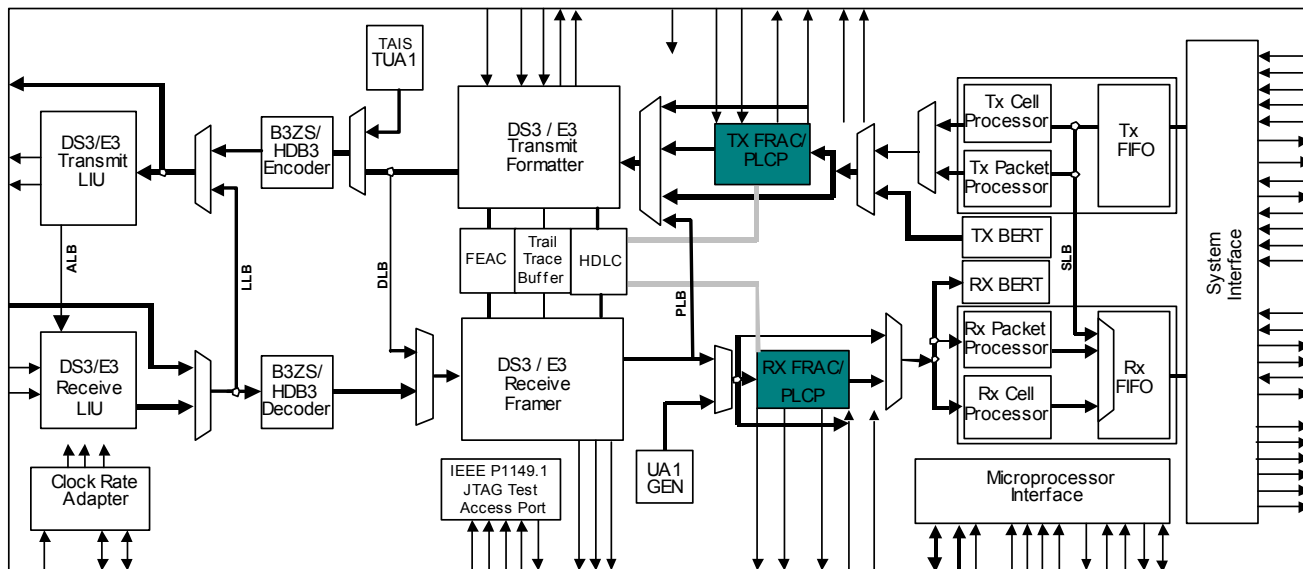 TAIS
TUA1
DS3/E3
Transmit
LIU
B3ZS/
HDB3
Encoder
DS3 / E3
Transmit
Formatter
TX FRAC/
PLCP
Tx Cell
Processor
Tx Packet
Processor
Tx
FIFO
TX BERT
RX BERT
System
Interface
ALB
LLB
DLB
FEAC
Trail
Trace
Buffer
HDLC
PLB
SLB
DS3/E3
Receive
LIU
B3ZS/
HDB3
Decoder
DS3 / E3
Receive
Framer
RX FRAC/
PLCP
Rx Packet
Processor
Rx Cell
Processor
Rx
FIFO
UA1
GEN
Clock Rate
Adapter
IEEE P1149.1
JTAG Test
Access Port
Microprocessor
Interface